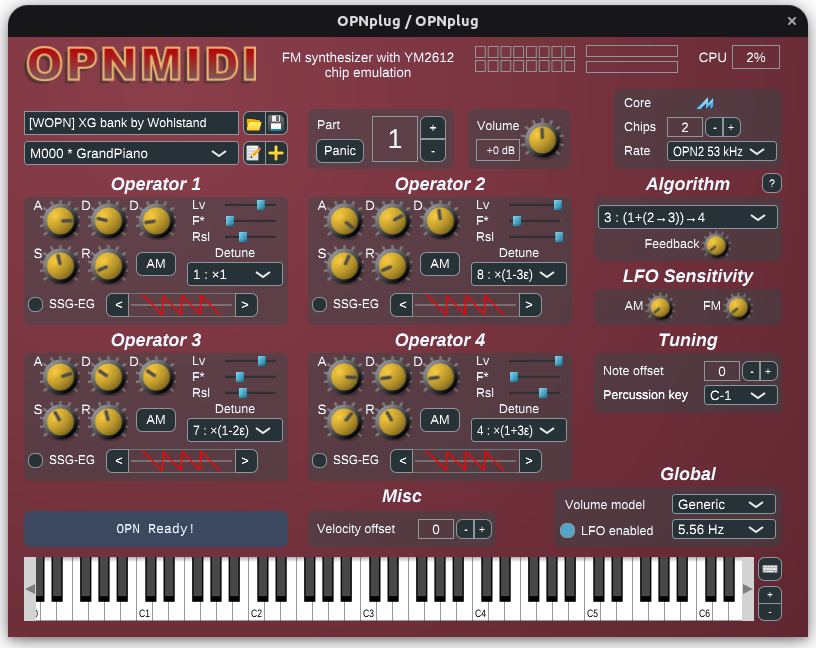 OPNplug / OPNplug
×
OPNMIDI
FM synthesizer with YM2612
chip emulation
CPU
2%
Core
[WOPN] XG bank by Wohlstand
Part
1
+
-
Panic
Volume
+0 dB
Chips
2
-
+
M000 * GrandPiano
Rate
OPN2 53 kHz
Operator 1
A
D
D
Lv
F*
Rsl
S
R
AM
Detune
1 : ×1
SSG-EG
<
>
Operator 2
A
D
D
Lv
F*
Rsl
S
R
AM
Detune
8 : ×(1-3ε)
SSG-EG
<
>
Algorithm
?
3 : (1+(2→3))→4
Feedback
LFO Sensitivity
AM
FM
Operator 3
A
D
D
Lv
F*
Rsl
S
R
AM
Detune
7 : ×(1-2ε)
SSG-EG
<
>
Operator 4
A
D
D
Lv
F*
Rsl
S
R
AM
Detune
4 : ×(1+3ε)
SSG-EG
<
>
Tuning
Note offset
0
-
+
Percussion key
C-1
Global
Volume model
Generic
LFO enabled
5.56 Hz
Misc
OPN Ready!
Velocity offset
0
-
+
C1
C2
C3
C4
C5
C6
+
-